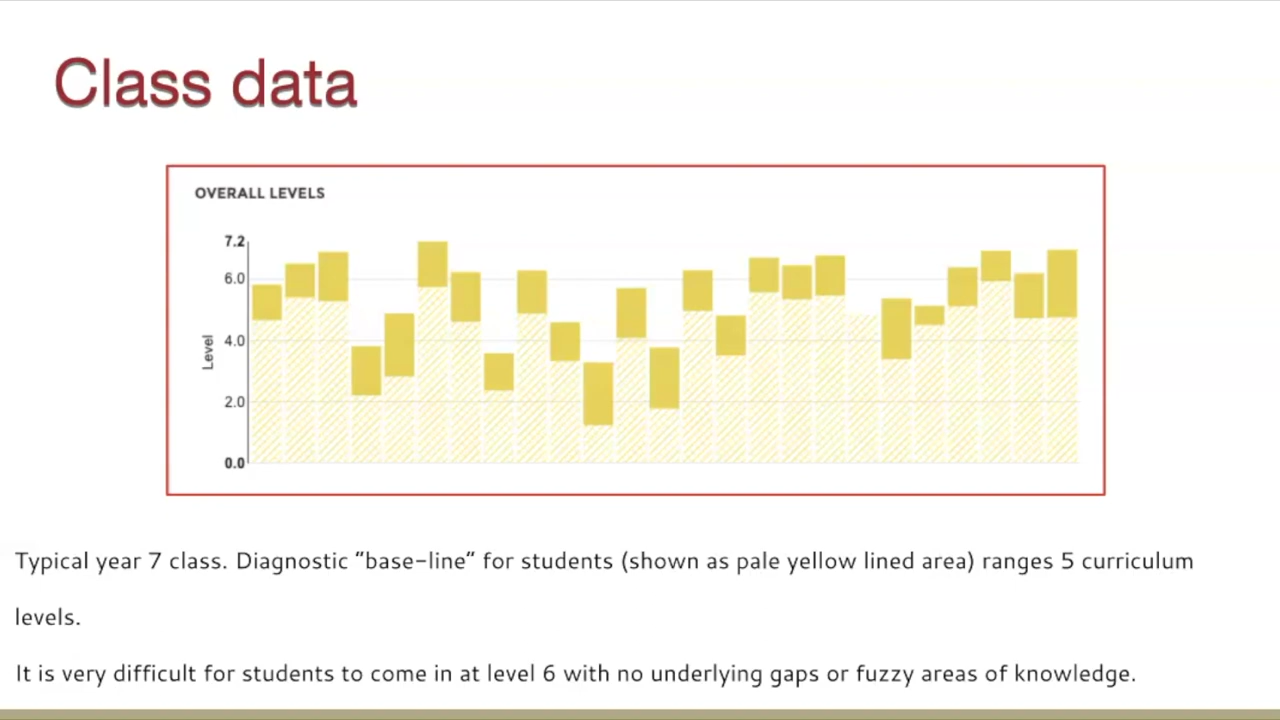 Class data
OVERALL LEVELS
7.2
6.0
4.0
2.0
0.0
Level
Typical year 7 class. Diagnostic “base-line” for students (shown as pale yellow lined area) ranges 5 curriculum
levels.
It is very difficult for students to come in at level 6 with no underlying gaps or fuzzy areas of knowledge.